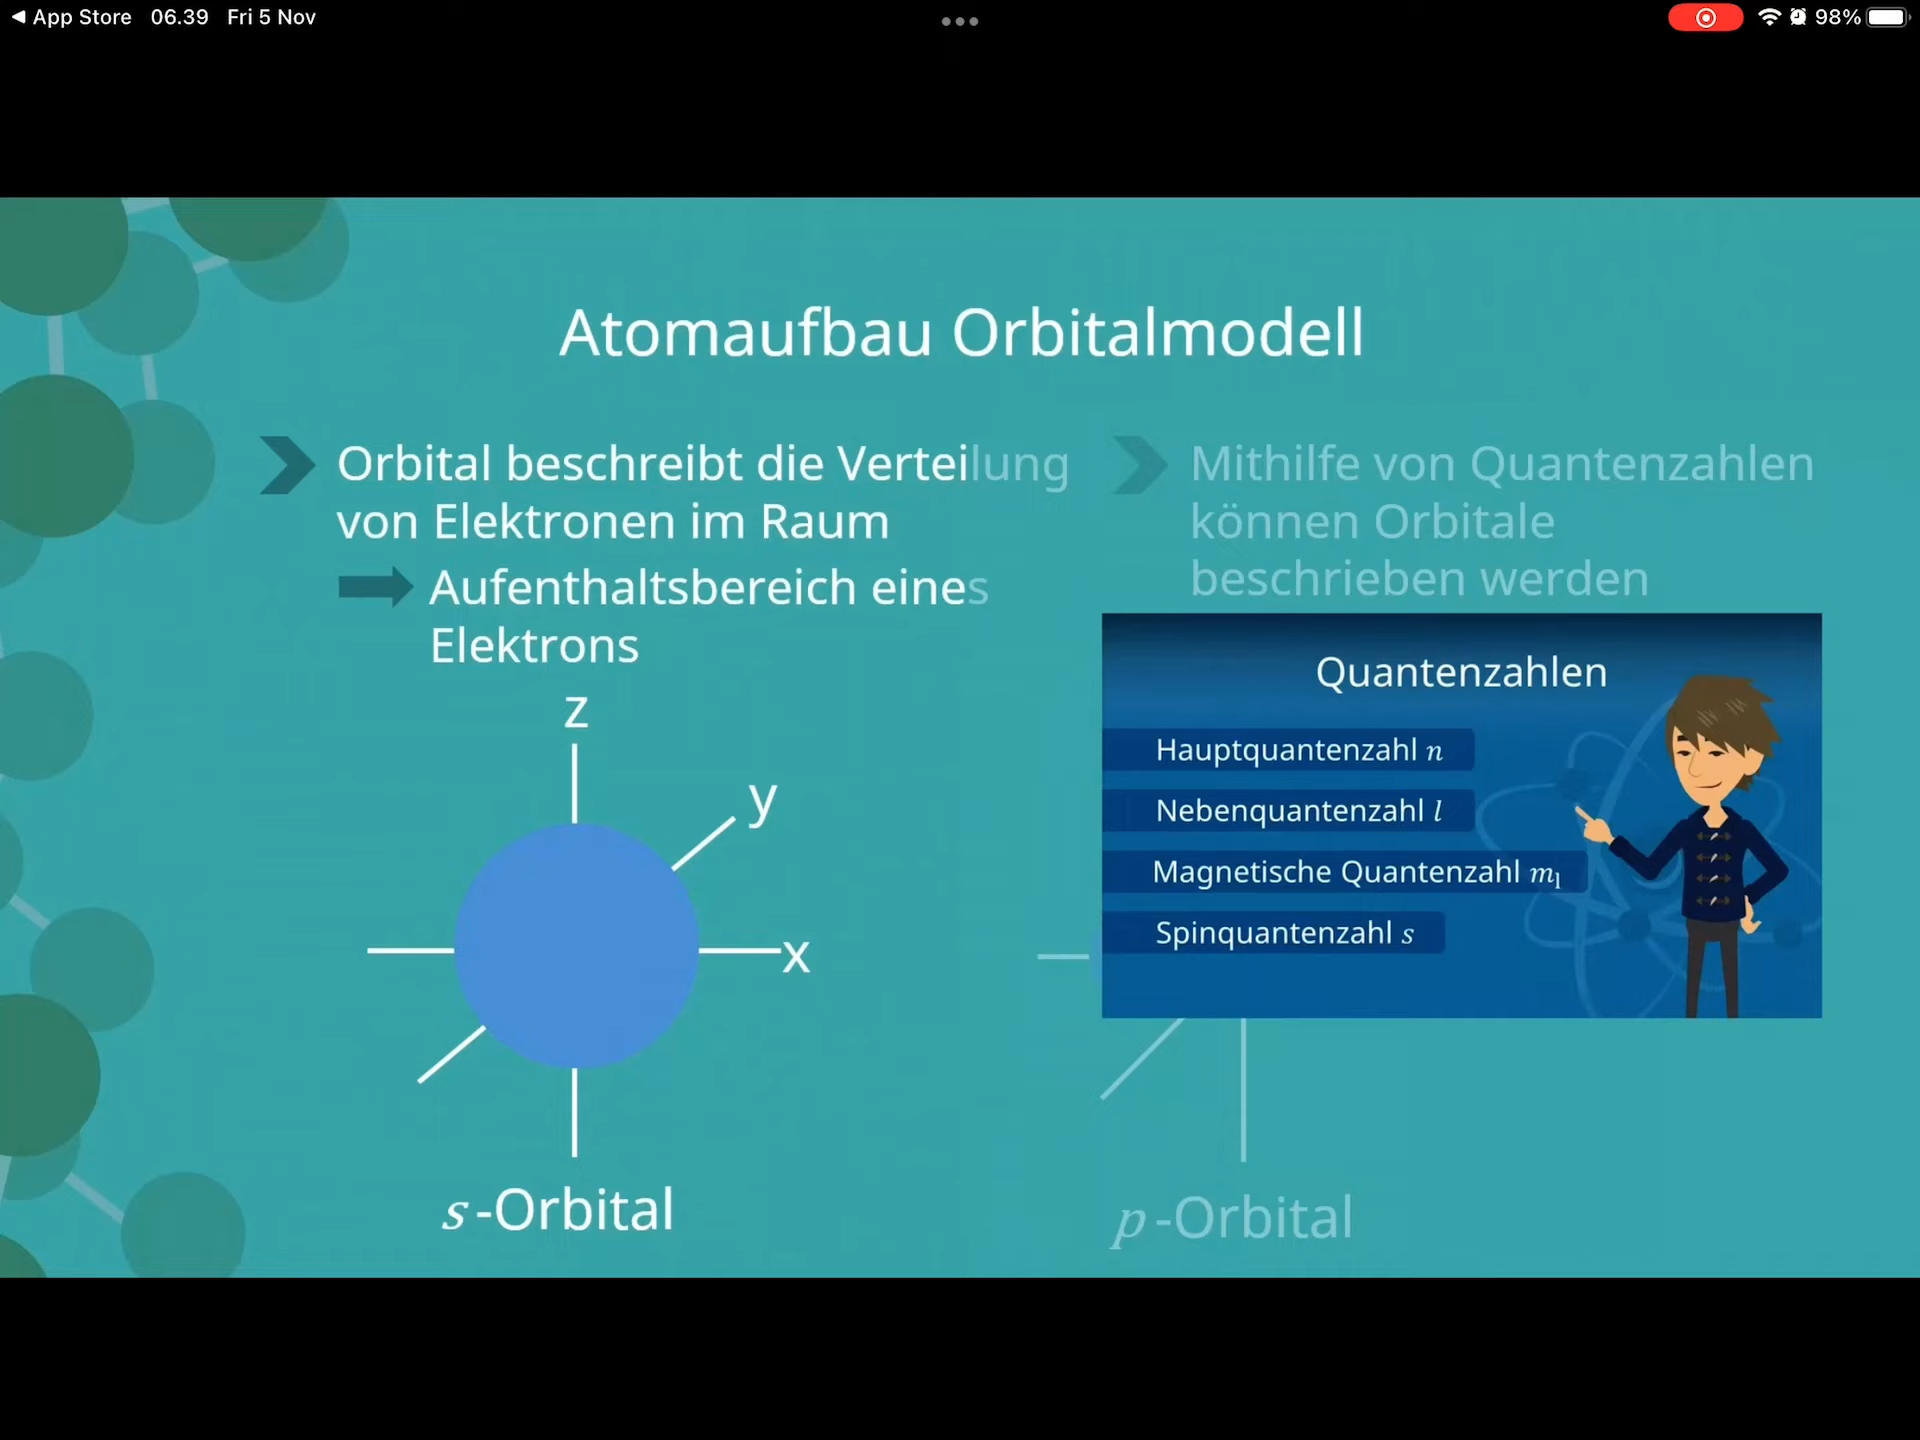 App Store 06.39 Fri 5 Nov
98%
Atomaufbau Orbitalmodell
Orbital beschreibt die Verteilung
von Elektronen im Raum
Aufenthaltsbereich eines
Elektrons
z
y
x
s-Orbital
Mithilfe von Quantenzahlen
können Orbitale
beschrieben werden
Quantenzahlen
Hauptquantenzahl n
Nebenquantenzahl l
Magnetische Quantenzahl ml
Spinquantenzahl s
p-Orbital